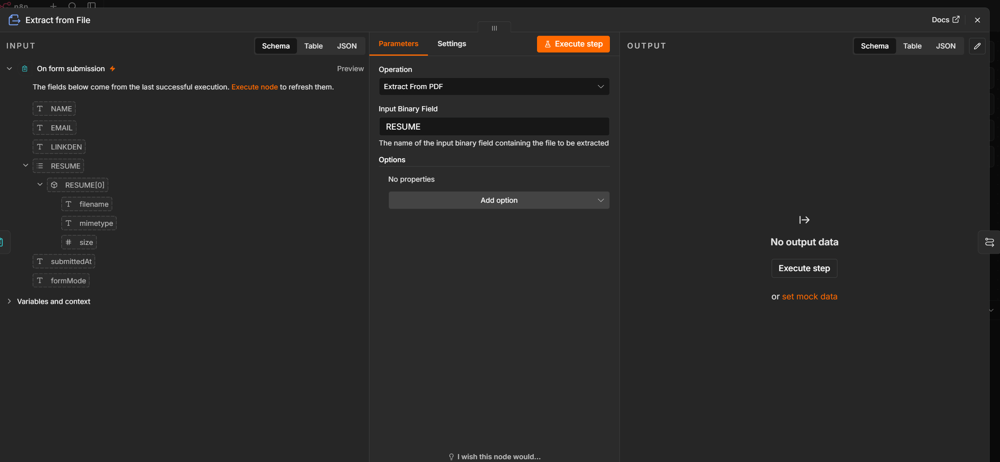 n8n
Extract from File
Docs
INPUT
Schema
Table
JSON
On form submission
Preview
The fields below come from the last successful execution. Execute node to refresh them.
T NAME
T EMAIL
T LINKDEN
RESUME
RESUME[0]
T filename
T mimetype
# size
T submittedAt
T formMode
Variables and context
Parameters
Settings
Execute step
Operation
Extract From PDF
Input Binary Field
RESUME
The name of the input binary field containing the file to be extracted
Options
No properties
Add option
I wish this node would...
OUTPUT
Schema
Table
JSON
No output data
Execute step
or set mock data